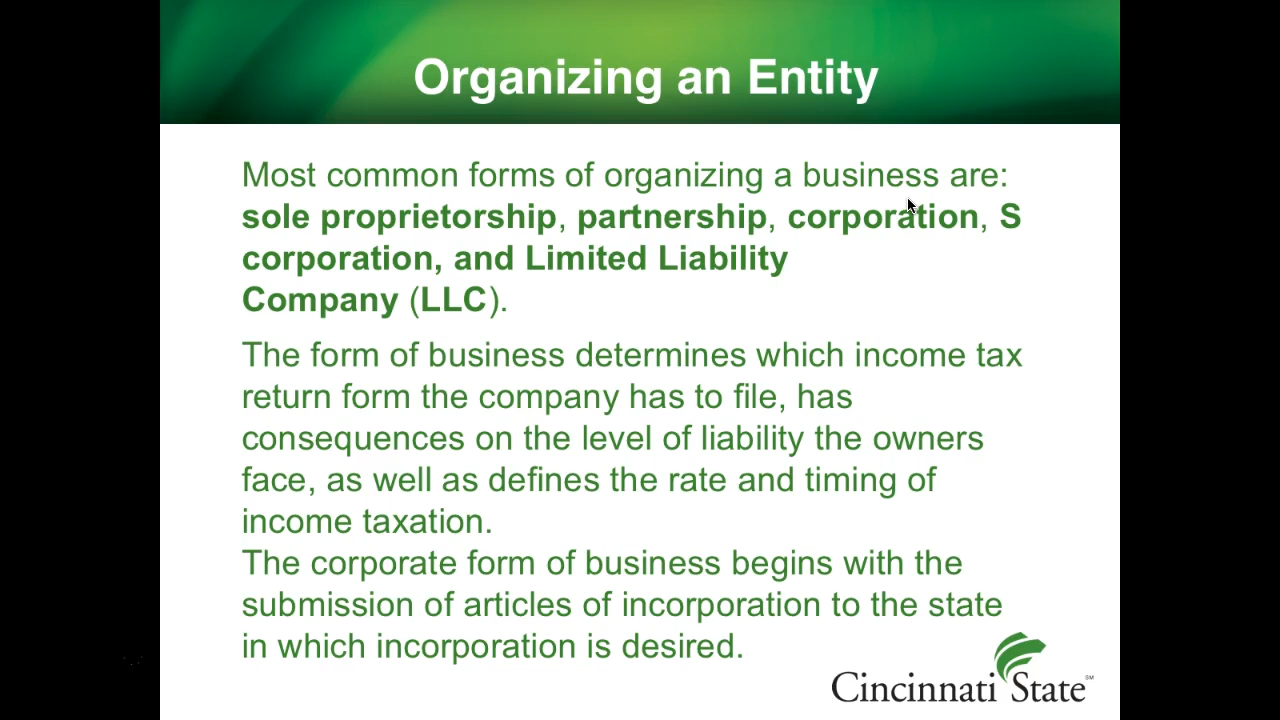 Organizing an Entity
Most common forms of organizing a business are:
sole proprietorship, partnership, corporation, S
corporation, and Limited Liability
Company (LLC).
The form of business determines which income tax
return form the company has to file, has
consequences on the level of liability the owners
face, as well as defines the rate and timing of
income taxation.
The corporate form of business begins with the
submission of articles of incorporation to the state
in which incorporation is desired.
Cincinnati State SM